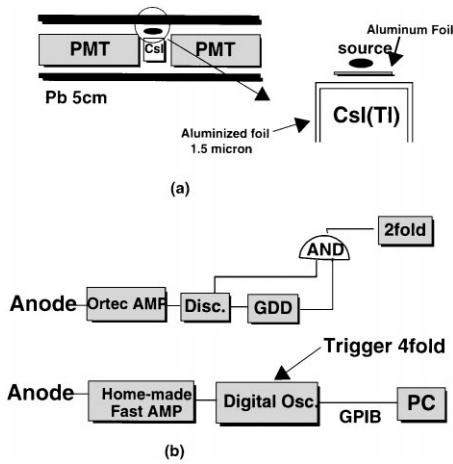 PMT
CsI
PMT
Pb 5cm
source
Aluminum Foil
CsI(Tl)
Aluminized foil
1.5 micron
(a)
2fold
AND
Anode
Ortec AMP
Disc.
GDD
Trigger 4fold
Anode
Home-made
Fast AMP
Digital Osc.
GPIB
PC
(b)